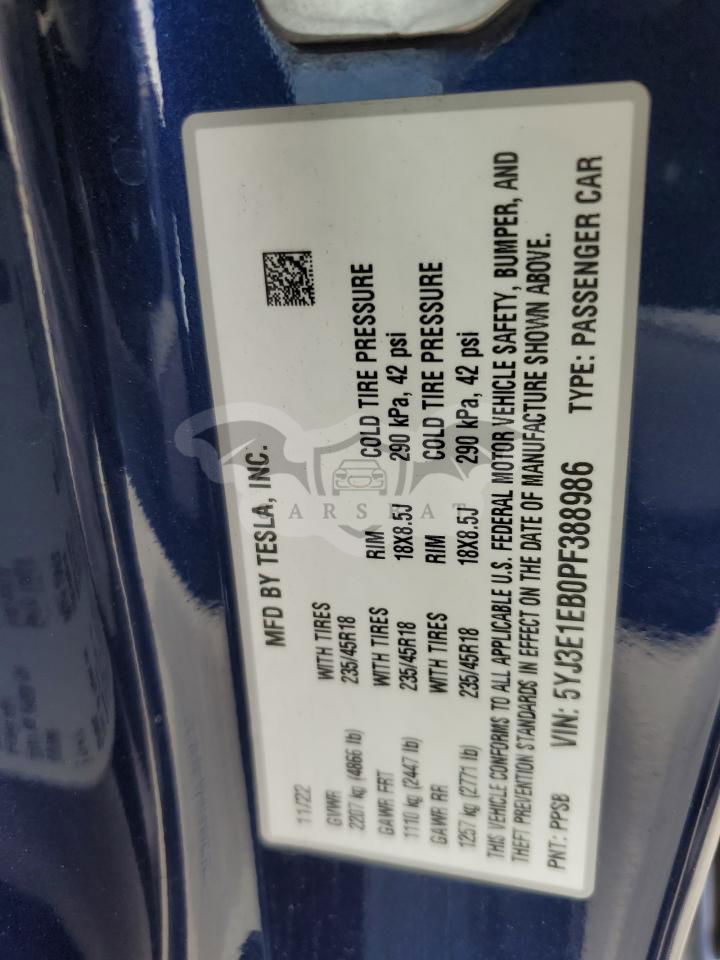 MFD BY TESLA, INC.
11/22
GVWR
2207 kg (4866 lb) WITH TIRES 235/45R18
GAWR FRT WITH TIRES RIM COLD TIRE PRESSURE
1110 kg (2447 lb) 235/45R18 18X8.5J 290 kPa, 42 psi
GAWR RR WITH TIRES RIM COLD TIRE PRESSURE
1257 kg (2771 lb) 235/45R18 18X8.5J 290 kPa, 42 psi
THIS VEHICLE CONFORMS TO ALL APPLICABLE U.S. FEDERAL MOTOR VEHICLE SAFETY, BUMPER, AND
THEFT PREVENTION STANDARDS IN EFFECT ON THE DATE OF MANUFACTURE SHOWN ABOVE.
PNT: PPSB VIN: 5YJ3E1EB0PF388986 TYPE: PASSENGER CAR